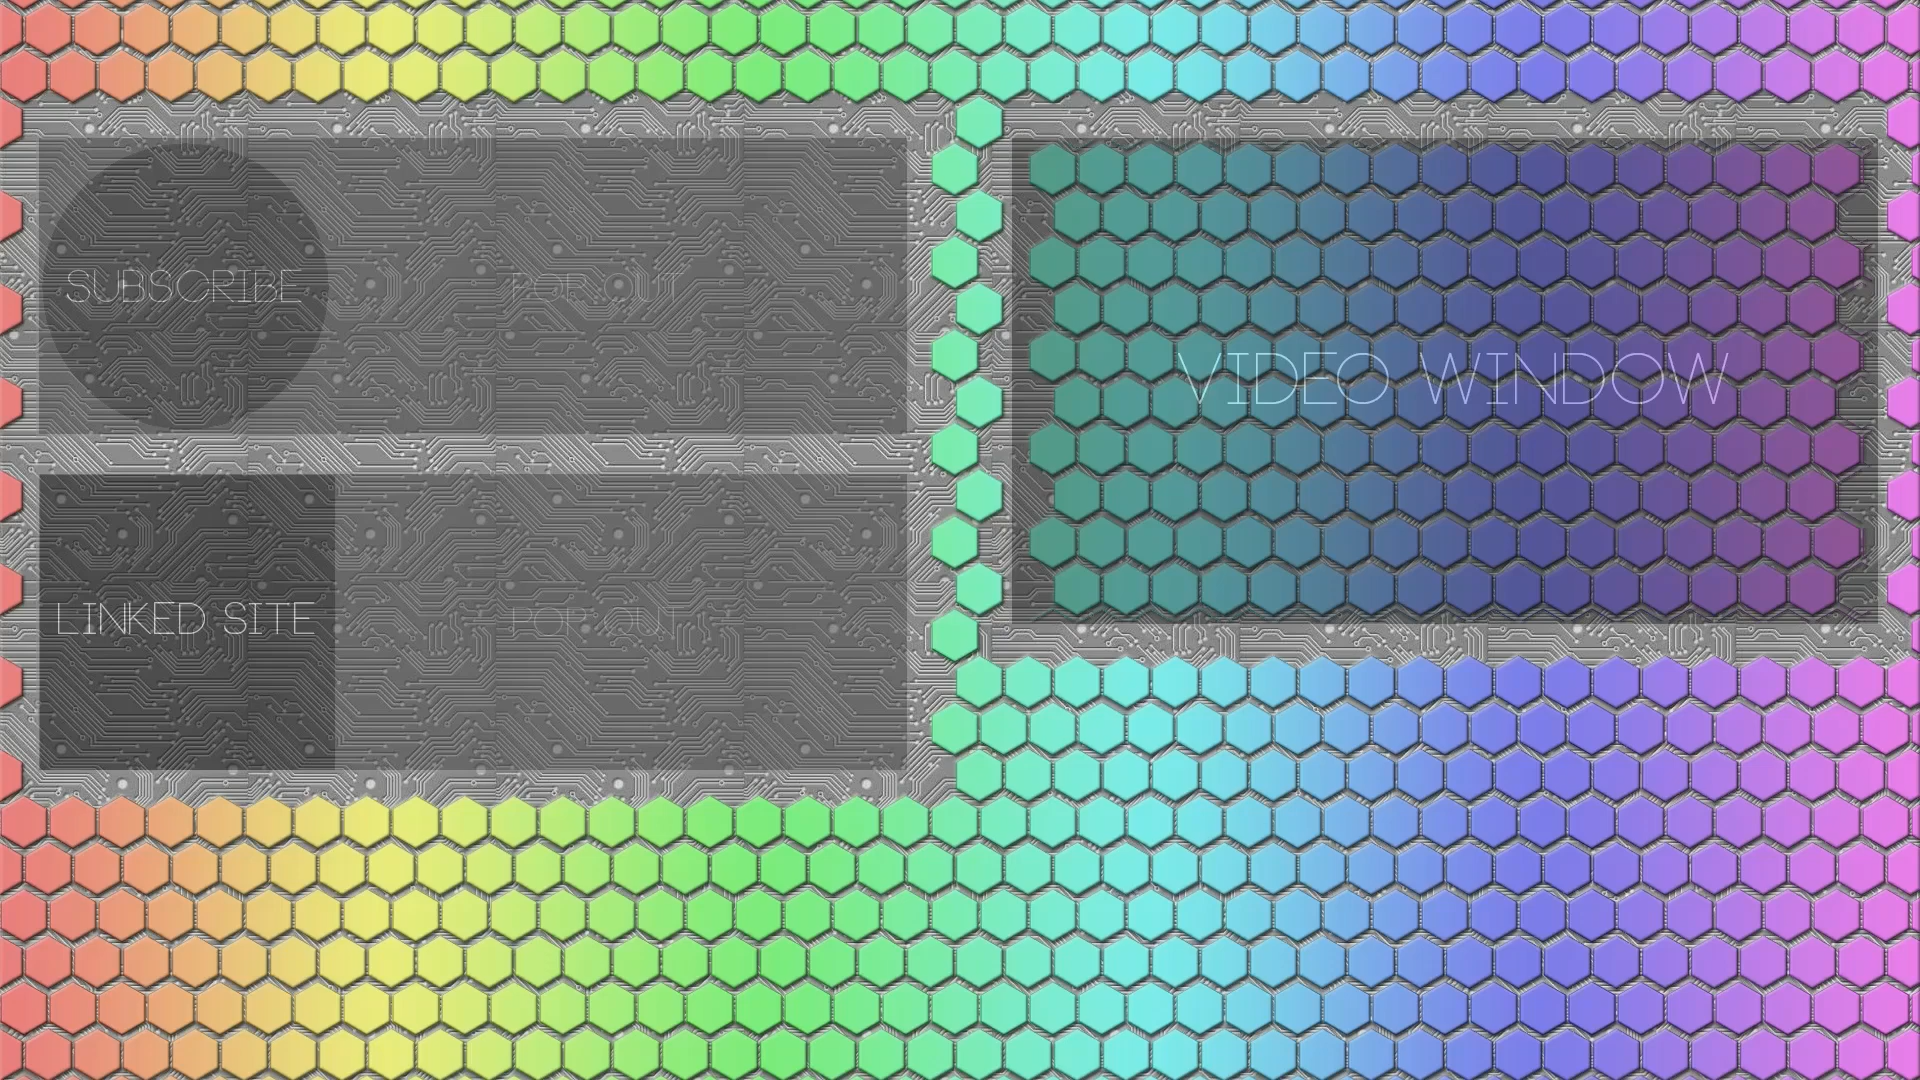 SUBSCRIBE
POP OUT
VIDEO WINDOW
LINKED SITE
POP OUT